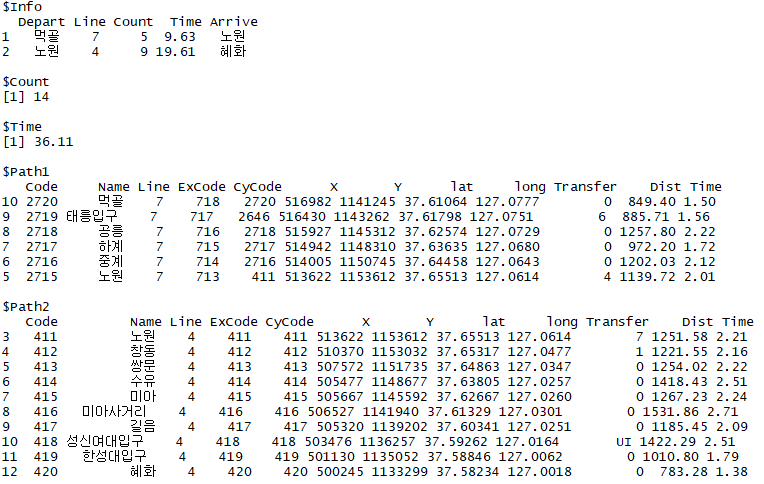 $Info
Depart Line Count Time Arrive
1 먹골 7 5 9.63 노원
2 노원 4 9 19.61 혜화
$Count
[1] 14
$Time
[1] 36.11
$Path1
Code Name Line ExCode CyCode X Y lat long Transfer Dist Time
10 2720 먹골 7 718 2720 516982 1141245 37.61064 127.0777 0 849.40 1.50
9 2719 태릉입구 7 717 2646 516430 1143262 37.61798 127.0751 6 885.71 1.56
8 2718 공릉 7 716 2718 515927 1145312 37.62574 127.0729 0 1257.80 2.22
7 2717 하계 7 715 2717 514942 1148310 37.63635 127.0680 0 972.20 1.72
6 2716 중계 7 714 2716 514005 1150745 37.64458 127.0643 0 1202.03 2.12
5 2715 노원 7 713 411 513622 1153612 37.65513 127.0614 4 1139.72 2.01
$Path2
Code Name Line ExCode CyCode X Y lat long Transfer Dist Time
3 411 노원 4 411 411 513622 1153612 37.65513 127.0614 7 1251.58 2.21
4 412 창동 4 412 412 510370 1153032 37.65317 127.0477 1 1221.55 2.16
5 413 쌍문 4 413 413 507572 1151735 37.64863 127.0347 0 1254.02 2.22
6 414 수유 4 414 414 505477 1148677 37.63805 127.0257 0 1418.43 2.51
7 415 미아 4 415 415 505667 1145592 37.62667 127.0260 0 1267.23 2.24
8 416 미아사거리 4 416 416 506527 1141940 37.61329 127.0301 0 1531.86 2.71
9 417 길음 4 417 417 505320 1139202 37.60341 127.0251 0 1185.45 2.09
10 418 성신여대입구 4 418 418 503476 1136257 37.59262 127.0164 UI 1422.29 2.51
11 419 한성대입구 4 419 419 501130 1135052 37.58846 127.0062 0 1010.80 1.79
12 420 혜화 4 420 420 500245 1133299 37.58234 127.0018 0 783.28 1.38